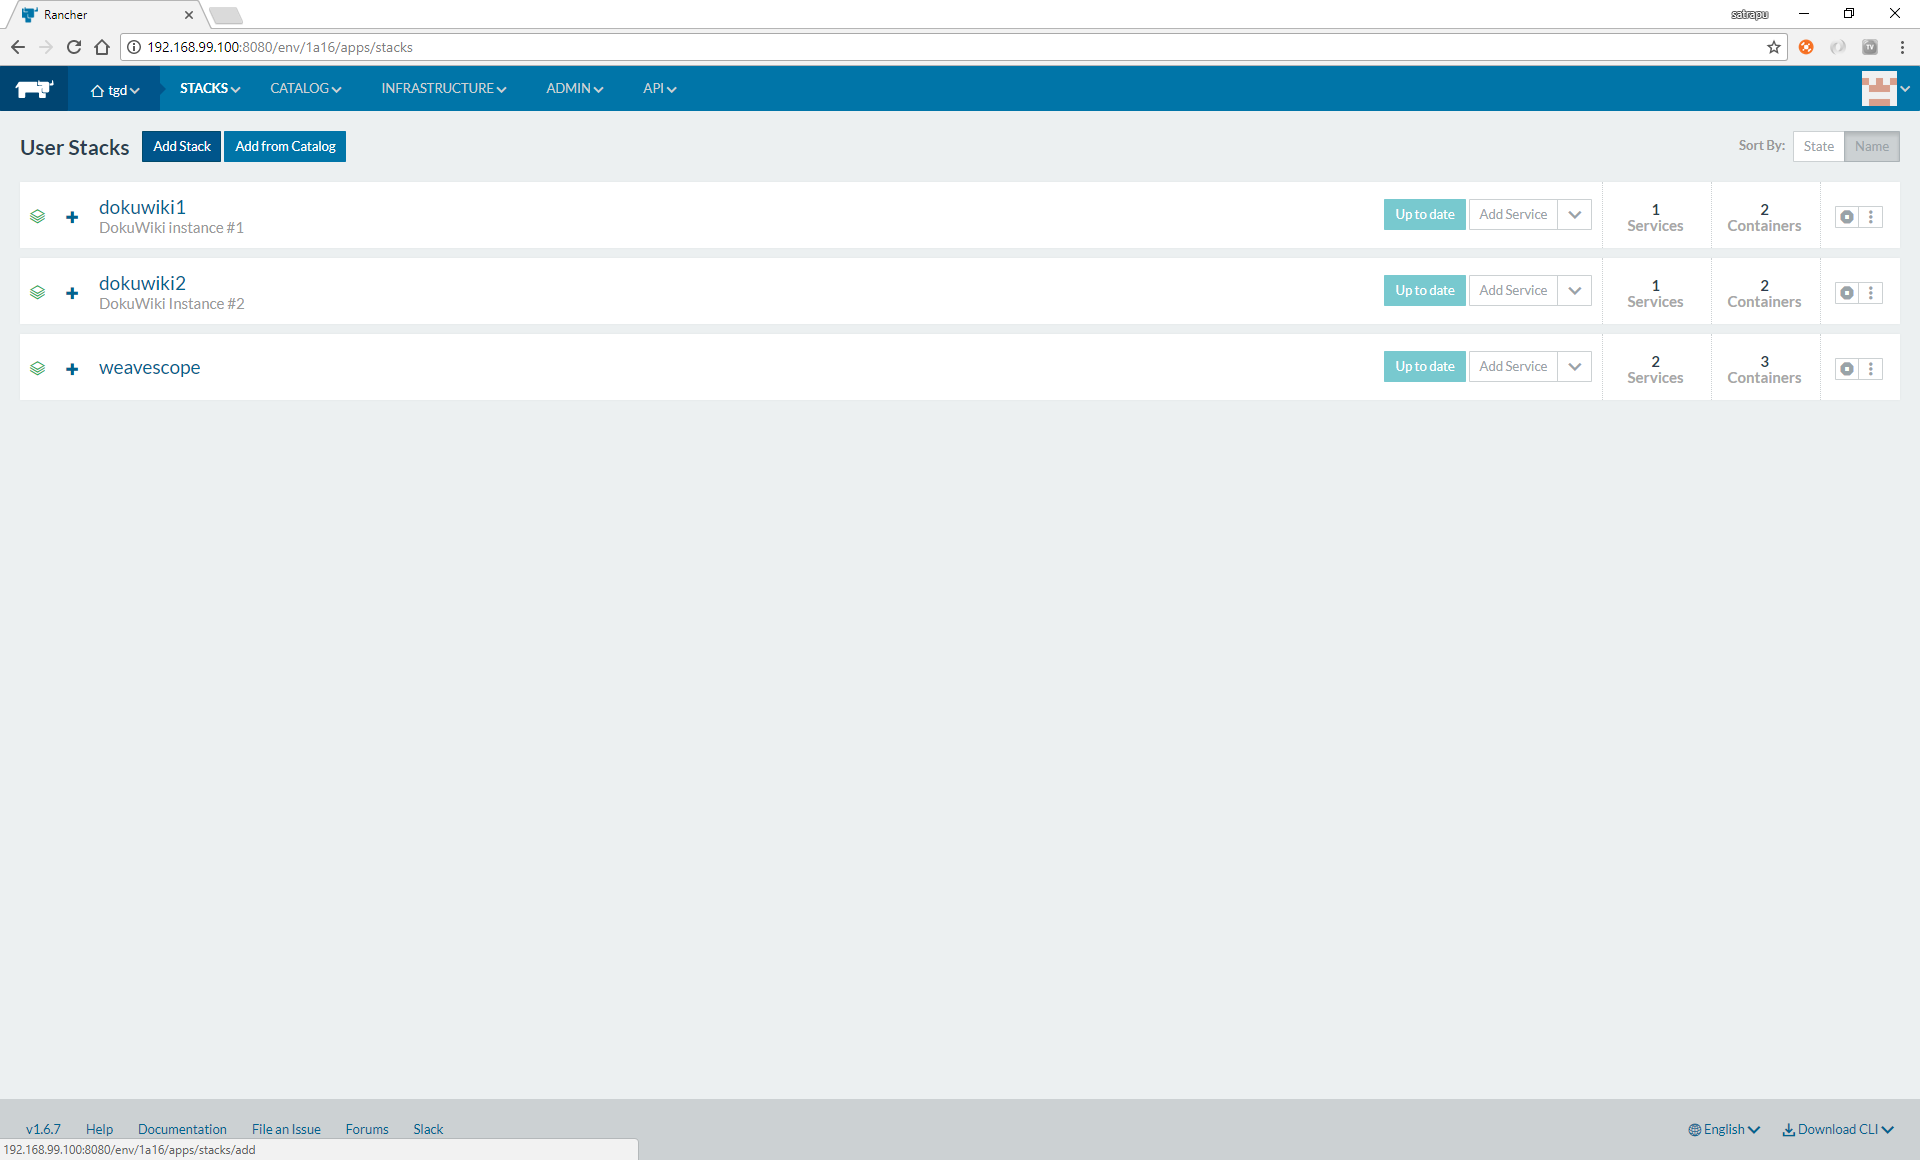 Rancher
satrapu
192.168.99.100:8080/env/1a16/apps/stacks
tgd STACKS CATALOG INFRASTRUCTURE ADMIN API
User Stacks Add Stack Add from Catalog Sort By: State Name
dokuwiki1
DokuWiki instance #1
Up to date Add Service
1 Services
2 Containers
dokuwiki2
DokuWiki Instance #2
Up to date Add Service
1 Services
2 Containers
weavescope
Up to date Add Service
2 Services
3 Containers
v1.6.7 Help Documentation File an Issue Forums Slack English Download CLI
192.168.99.100:8080/env/1a16/apps/stacks/add